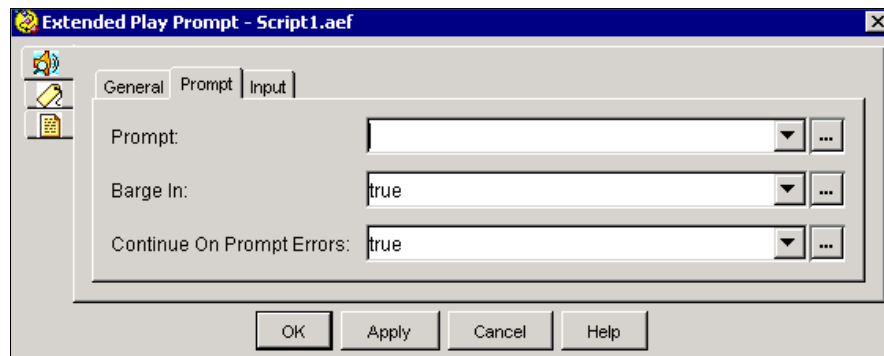 Extended Play Prompt - Script1.aef
General Prompt Input
Prompt:
...
Barge In: true
...
Continue On Prompt Errors: true
...
OK Apply Cancel Help